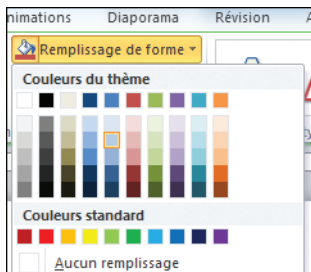 nimations Diaporama Révision
Remplissage de forme
Couleurs du thème
Couleurs standard
Aucun remplissage